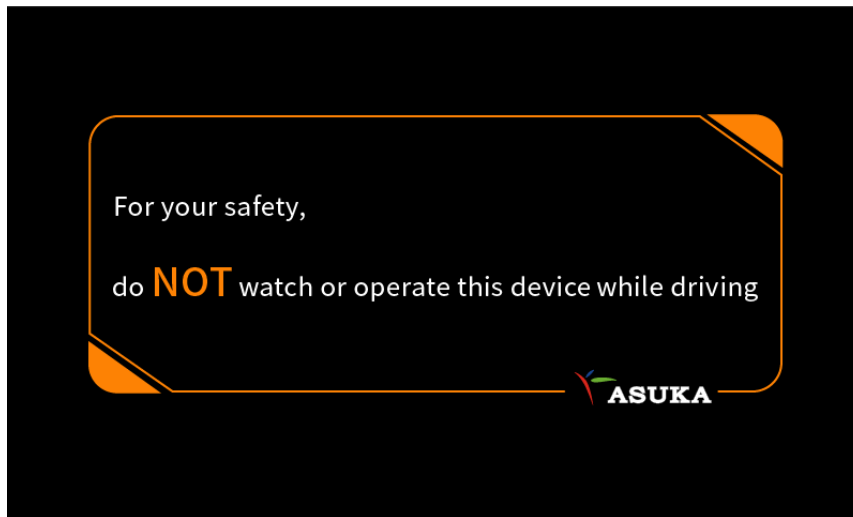 For your safety,
do NOT watch or operate this device while driving
ASUKA